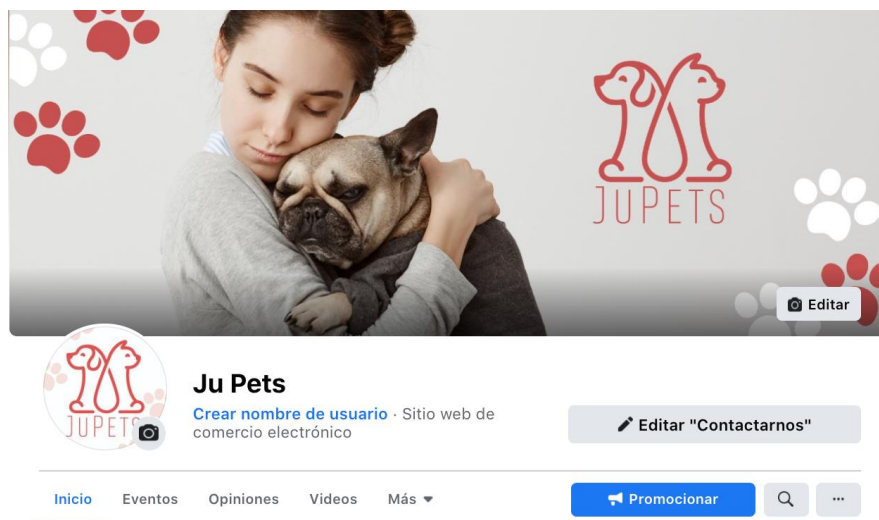 JUPETS
Editar
JUPETS
Ju Pets
Crear nombre de usuario · Sitio web de
comercio electrónico
Editar "Contactarnos"
Inicio Eventos Opiniones Videos Más
Promocionar